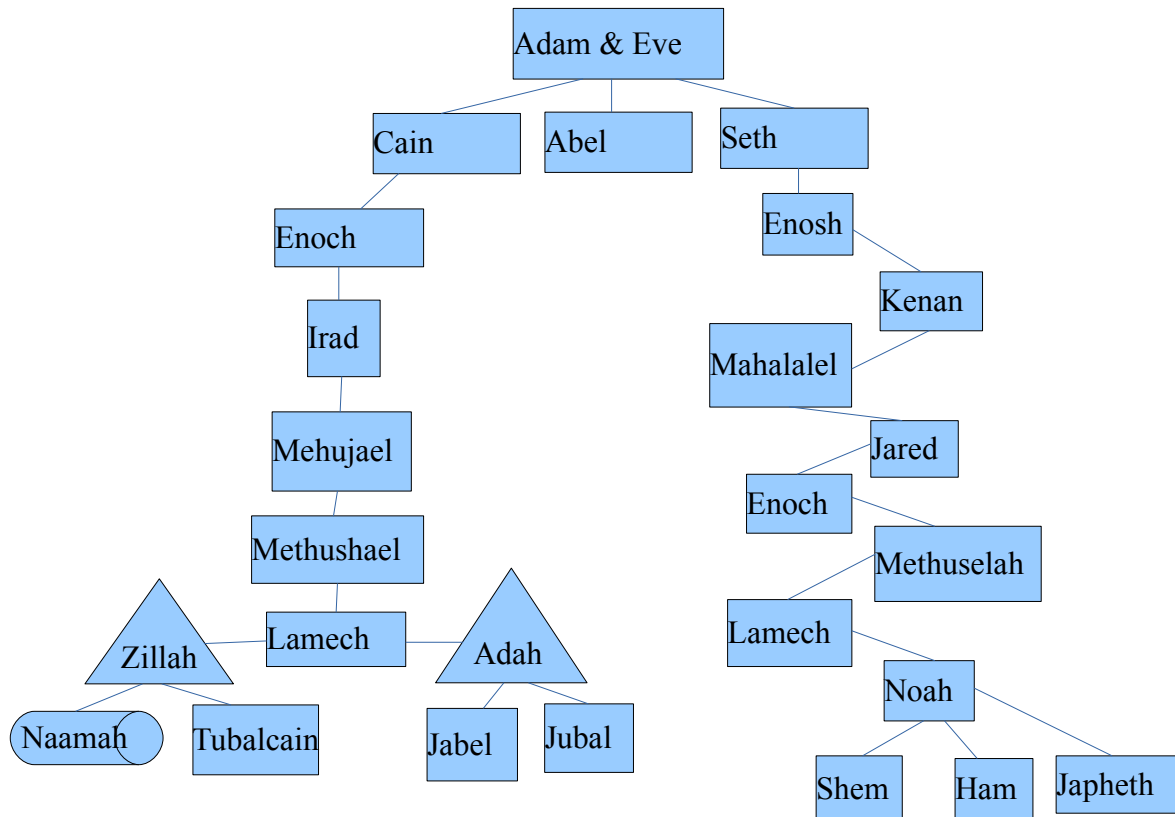 Adam & Eve
Cain
Abel
Seth
Enoch
Enosh
Irad
Kenan
Mahalalel
Mehujael
Jared
Enoch
Methushael
Methuselah
Zillah
Lamech
Adah
Lamech
Noah
Naamah
Tubalcain
Jabel
Jubal
Shem
Ham
Japheth